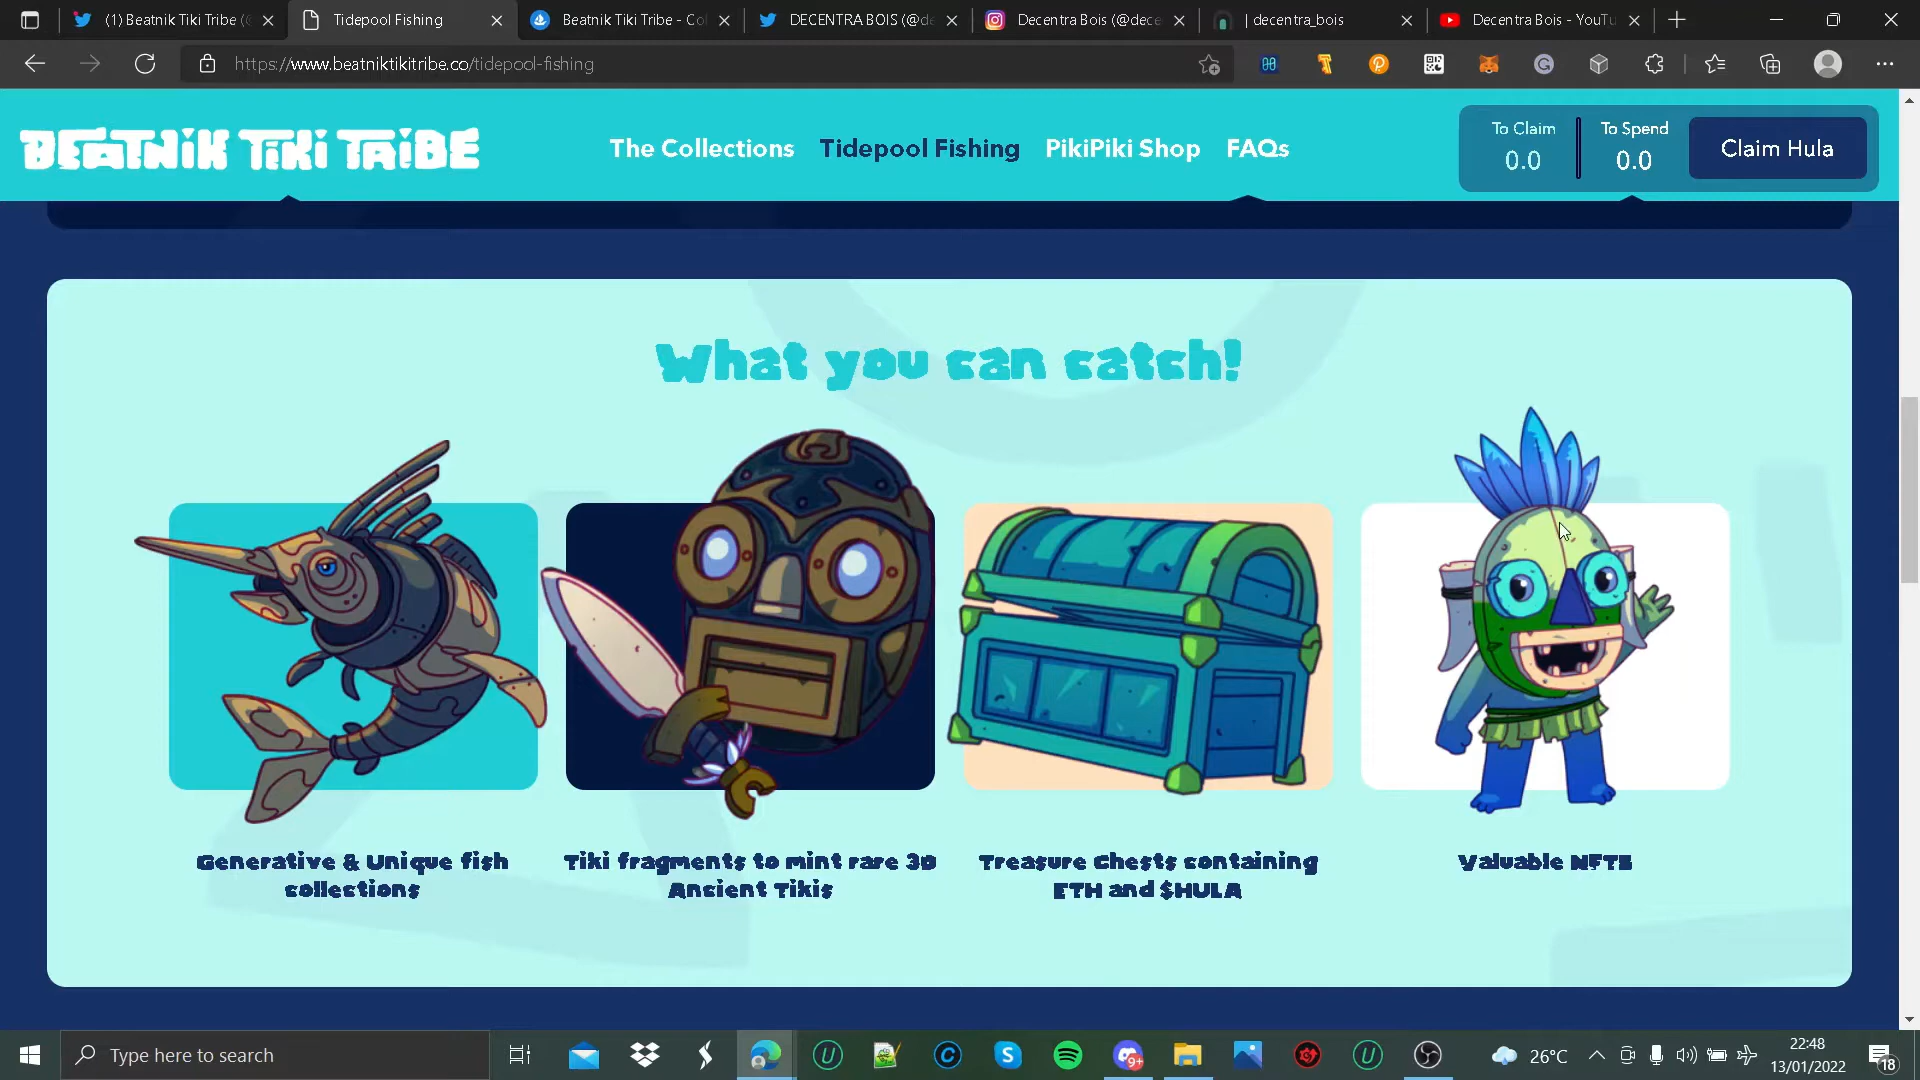 (1) Beatnik Tiki Tribe (@
Tidepool Fishing
Beatnik Tiki Tribe - Co
DECENTRA BOIS (@de
Decentra Bois (@dece
| decentra_bois
Decentra Bois - YouTu
https://www.beatniktikitribe.co/tidepool-fishing
BEATNIK TIKI TRIBE
The Collections
Tidepool Fishing
PikiPiki Shop
FAQs
To Claim
0.0
To Spend
0.0
Claim Hula
What you can catch!
Generative & Unique fish
collections
Tiki fragments to mint rare 3D
Ancient Tikis
Treasure Chests containing
ETH and $HULA
Valuable NFTs
Type here to search
9+
26°C
22:48
13/01/2022
18